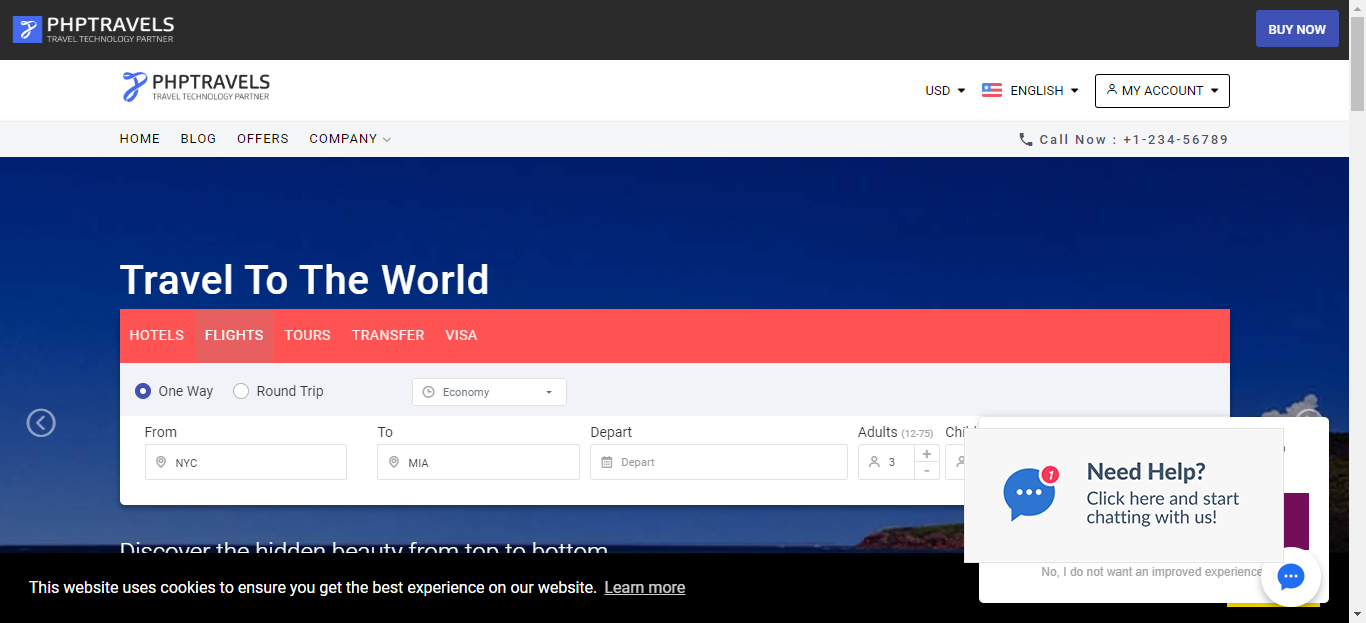 PHPTRAVELS
TRAVEL TECHNOLOGY PARTNER
BUY NOW
PHPTRAVELS
TRAVEL TECHNOLOGY PARTNER
USD
ENGLISH
MY ACCOUNT
HOME BLOG OFFERS COMPANY
Call Now : +1-234-56789
Travel To The World
HOTELS FLIGHTS TOURS TRANSFER VISA
One Way Round Trip Economy
From To Depart Adults (12-75)
NYC MIA Depart 3 + -
1
Need Help?
Click here and start
chatting with us!
Discover the hidden beauty from top to bottom
No, I do not want an improved experience
This website uses cookies to ensure you get the best experience on our website. Learn more